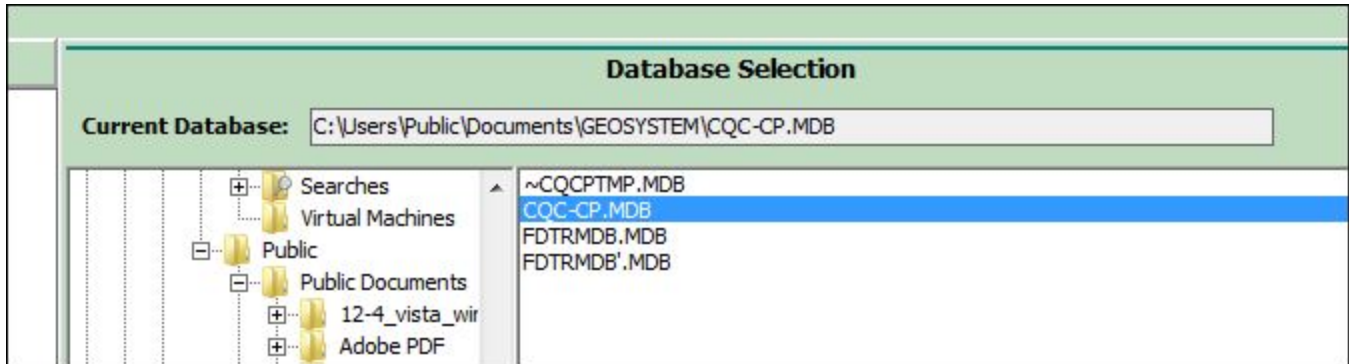 Database Selection
Current Database: C:\Users\Public\Documents\GEOSYSTEM\CQC-CP.MDB
Searches
Virtual Machines
Public
Public Documents
12-4_vista_wir
Adobe PDF
~CQCPTMP.MDB
CQC-CP.MDB
FDTRMDB.MDB
FDTRMDB'.MDB